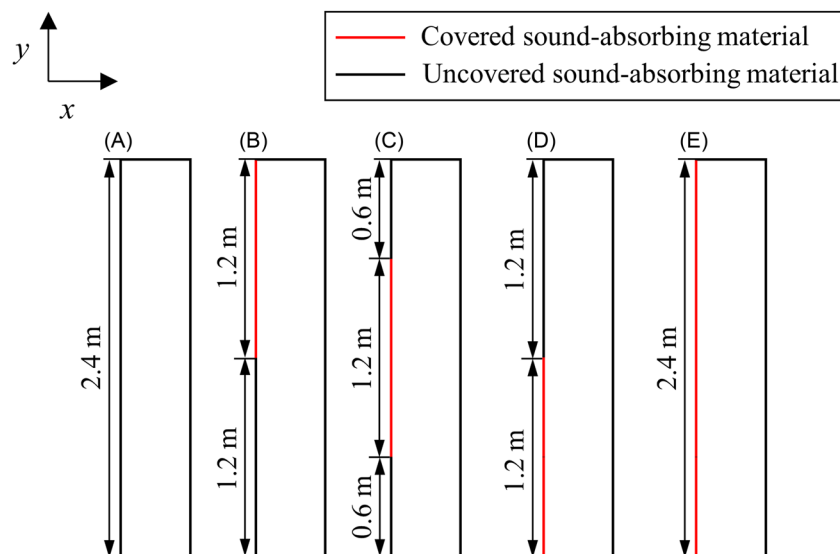 y
x
Covered sound-absorbing material
Uncovered sound-absorbing material
(A)
2.4 m
(B)
1.2 m
1.2 m
(C)
0.6 m
1.2 m
0.6 m
(D)
1.2 m
1.2 m
(E)
2.4 m